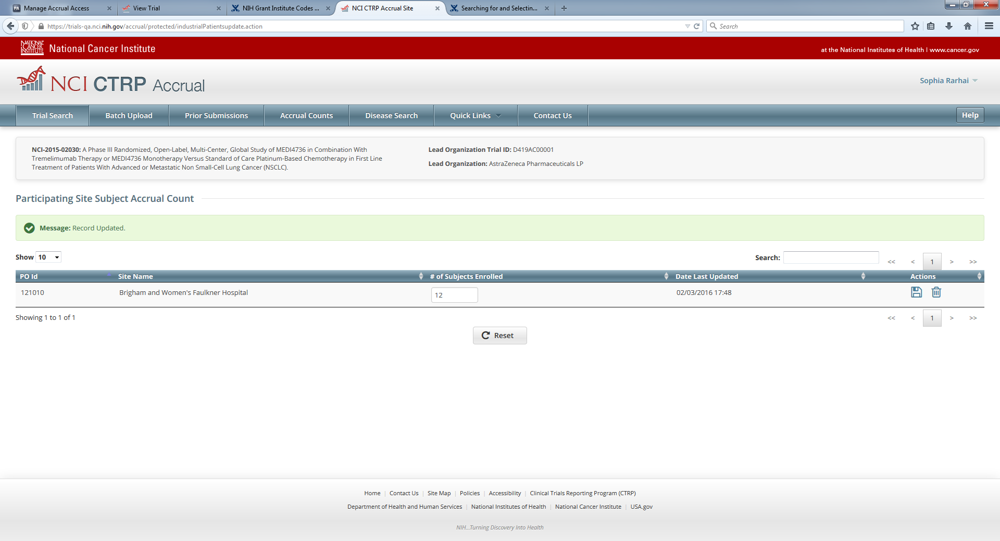 PA Manage Accrual Access
View Trial
NIH Grant Institute Codes ...
NCI CTRP Accrual Site
Searching for and Selectin...
https://trials-qa.nci.nih.gov/accrual/protected/industrialPatientsupdate.action
Search
NATIONAL CANCER INSTITUTE
National Cancer Institute
at the National Institutes of Health | www.cancer.gov
NCI CTRP Accrual
Sophia Rarhai
Trial Search
Batch Upload
Prior Submissions
Accrual Counts
Disease Search
Quick Links
Contact Us
Help
NCI-2015-02030: A Phase III Randomized, Open-Label, Multi-Center, Global Study of MEDI4736 in Combination With
Tremelimumab Therapy or MEDI4736 Monotherapy Versus Standard of Care Platinum-Based Chemotherapy in First Line
Treatment of Patients With Advanced or Metastatic Non Small-Cell Lung Cancer (NSCLC).
Lead Organization Trial ID: D419AC00001
Lead Organization: AstraZeneca Pharmaceuticals LP
Participating Site Subject Accrual Count
Message: Record Updated.
Show 10
Search:
<< < 1 > >>
PO Id Site Name # of Subjects Enrolled Date Last Updated Actions
121010 Brigham and Women's Faulkner Hospital 12 02/03/2016 17:48
Showing 1 to 1 of 1
<< < 1 > >>
Reset
Home | Contact Us | Site Map | Policies | Accessibility | Clinical Trials Reporting Program (CTRP)
Department of Health and Human Services | National Institutes of Health | National Cancer Institute | USA.gov
NIH...Turning Discovery Into Health